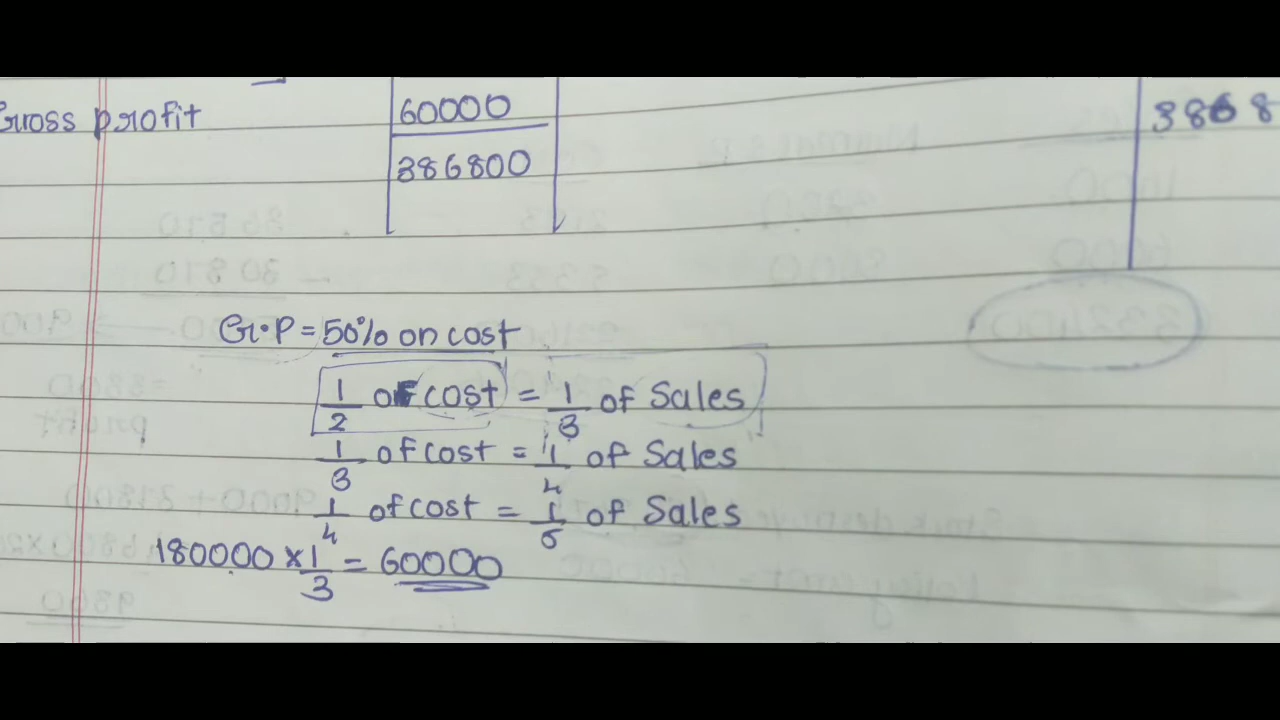 Gross profit 60000 3868
386800
G.P = 50% on cost
1/2 of cost = 1/3 of Sales
1/3 of cost = 1/4 of Sales
1/4 of cost = 1/5 of Sales
180000 × 1/3 = 60000